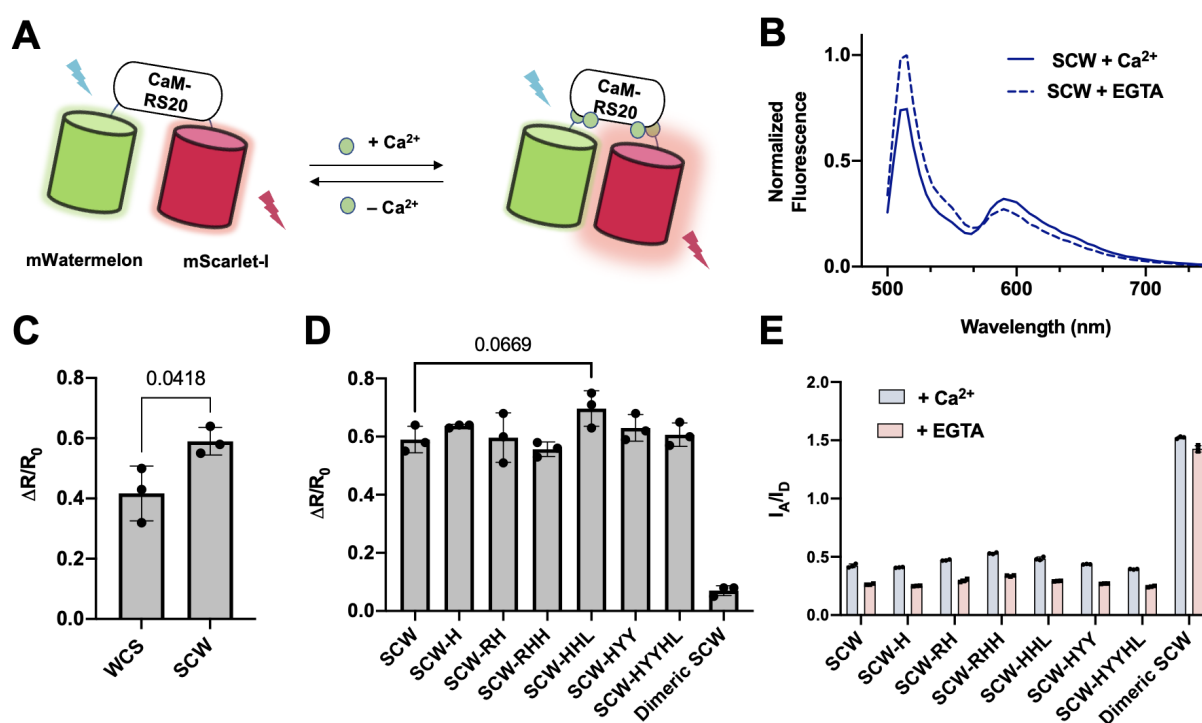 A
CaM-
RS20
+ Ca²⁺
– Ca²⁺
CaM-
RS20
mWatermelon
mScarlet-I
B
Normalized
Fluorescence
1.0
0.5
0.0
500
600
700
Wavelength (nm)
SCW + Ca²⁺
SCW + EGTA
C
0.0418
ΔR/R₀
0.8
0.6
0.4
0.2
0.0
WCS
SCW
D
0.0669
ΔR/R₀
0.8
0.6
0.4
0.2
0.0
SCW
SCW-H
SCW-RH
SCW-RHH
SCW-HHL
SCW-HYY
SCW-HYYHL
Dimeric SCW
E
+ Ca²⁺
+ EGTA
I_A/I_D
2.0
1.5
1.0
0.5
0.0
SCW
SCW-H
SCW-RH
SCW-RHH
SCW-HHL
SCW-HYY
SCW-HYYHL
Dimeric SCW